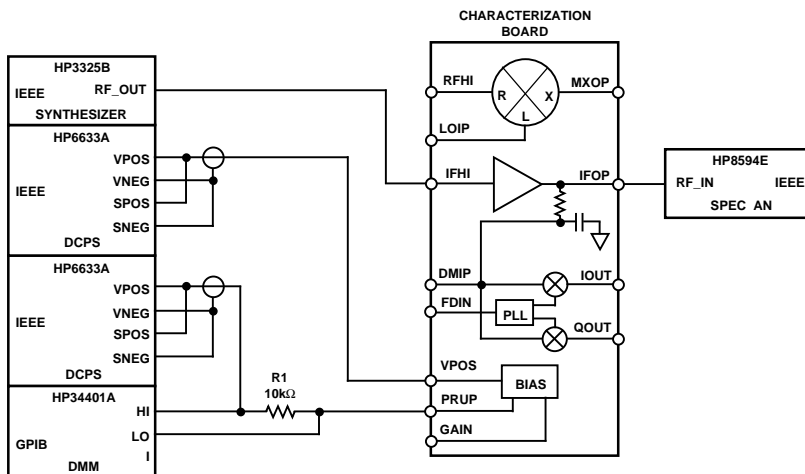 CHARACTERIZATION
BOARD
HP3325B
IEEE
RF_OUT
SYNTHESIZER
HP6633A
VPOS
VNEG
IEEE
SPOS
SNEG
DCPS
HP6633A
VPOS
VNEG
IEEE
SPOS
SNEG
DCPS
HP34401A
HI
LO
GPIB
I
DMM
R1
10kΩ
RFHI
R
X
L
MXOP
LOIP
IFHI
IFOP
DMIP
IOUT
FDIN
PLL
QOUT
VPOS
BIAS
PRUP
GAIN
HP8594E
RF_IN
IEEE
SPEC AN